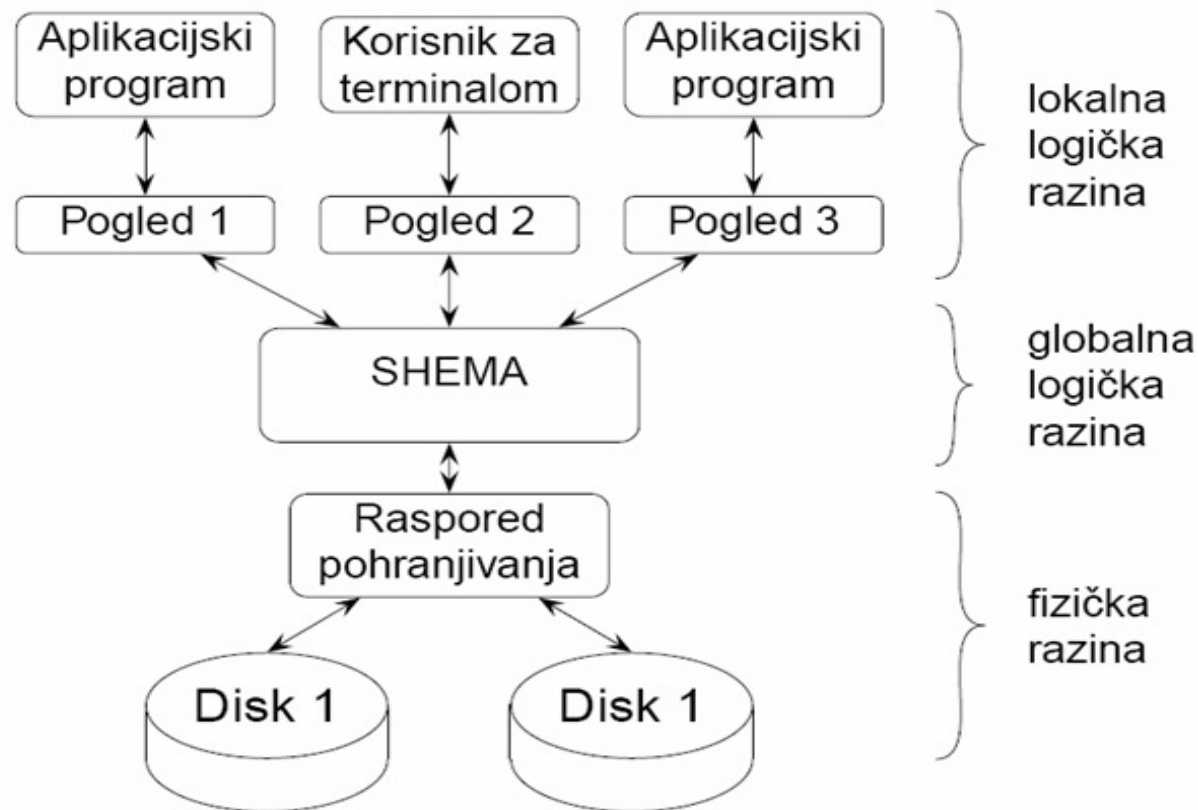 Aplikacijski
program
Korisnik za
terminalom
Aplikacijski
program
lokalna
logička
razina
Pogled 1
Pogled 2
Pogled 3
SHEMA
globalna
logička
razina
Raspored
pohranjivanja
fizička
razina
Disk 1
Disk 1